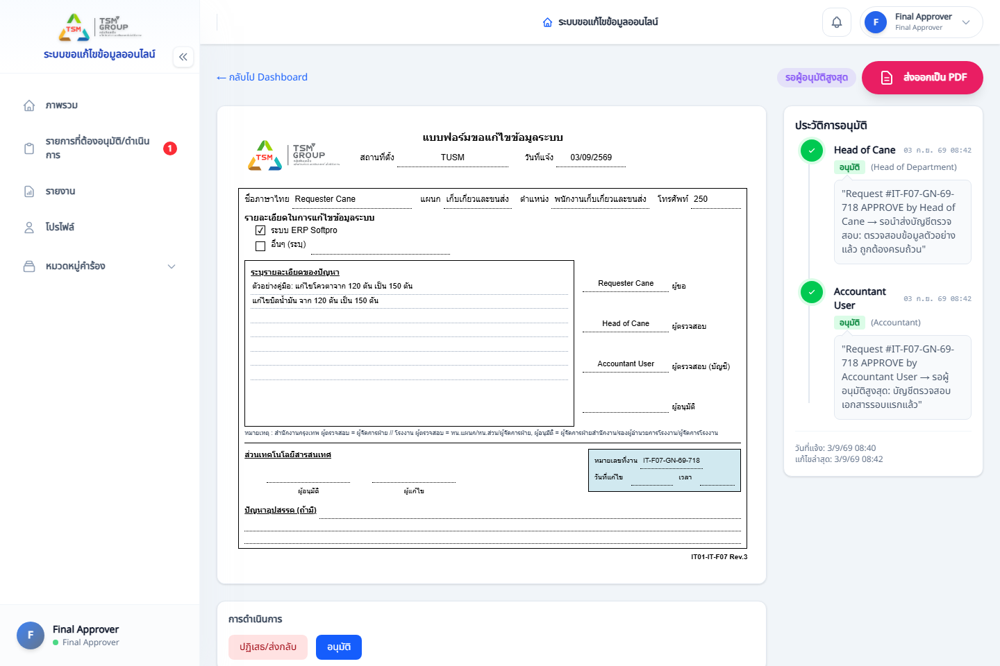 TSM
TSM GROUP
ระบบขอแก้ไขข้อมูลออนไลน์
ภาพรวม
รายการที่ต้องอนุมัติ/ดำเนินการ
1
รายงาน
โปรไฟล์
หมวดหมู่คำร้อง
F
Final Approver
Final Approver
ระบบขอแก้ไขข้อมูลออนไลน์
F
Final Approver
Final Approver
← กลับไป Dashboard
รอผู้อนุมัติสูงสุด
ส่งออกเป็น PDF
TSM
TSM GROUP
แบบฟอร์มขอแก้ไขข้อมูลระบบ
สถานที่ตั้ง TUSM วันที่แจ้ง 03/09/2569
ชื่อภาษาไทย Requester Cane แผนก เก็บเกี่ยวและขนส่ง ตำแหน่ง พนักงานเก็บเกี่ยวและขนส่ง โทรศัพท์ 250
รายละเอียดในการแก้ไขข้อมูลระบบ
✓ ระบบ ERP Softpro
อื่นๆ (ระบุ)
ระบุรายละเอียดของปัญหา
ตัวอย่างคู่มือ: แก้ไขโควตาจาก 120 ตัน เป็น 150 ตัน
แก้ไขบิลน้ำมัน จาก 120 ตัน เป็น 150 ตัน
Requester Cane ผู้ขอ
Head of Cane ผู้ตรวจสอบ
Accountant User ผู้ตรวจสอบ (บัญชี)
ผู้อนุมัติ
หมายเหตุ : สำนักงานกรุงเทพ ผู้ตรวจสอบ = ผู้จัดการฝ่าย // โรงงาน ผู้ตรวจสอบ = หน.แผนก/หน.ส่วน/ผู้จัดการฝ่าย, ผู้อนุมัติ = ผู้จัดการฝ่ายสำนักงาน/รองผู้อำนวยการโรงงาน/ผู้จัดการโรงงาน
ส่วนเทคโนโลยีสารสนเทศ
ผู้อนุมัติ ผู้แก้ไข
หมายเลขที่งาน IT-F07-GN-69-718
วันที่แก้ไข เวลา
ปัญหาอุปสรรค (ถ้ามี)
IT01-IT-F07 Rev.3
การดำเนินการ
ปฏิเสธ/ส่งกลับ
อนุมัติ
ประวัติการอนุมัติ
Head of Cane 03 ก.ย. 69 08:42
อนุมัติ (Head of Department)
"Request #IT-F07-GN-69-
718 APPROVE by Head of
Cane → รอนำส่งบัญชีตรวจ
สอบ: ตรวจสอบข้อมูลตัวอย่าง
แล้ว ถูกต้องครบถ้วน"
Accountant User 03 ก.ย. 69 08:42
อนุมัติ (Accountant)
"Request #IT-F07-GN-69-
718 APPROVE by
Accountant User → รอผู้
อนุมัติสูงสุด: บัญชีตรวจสอบ
เอกสารรอบแรกแล้ว"
วันที่แจ้ง: 3/9/69 08:40
แก้ไขล่าสุด: 3/9/69 08:42